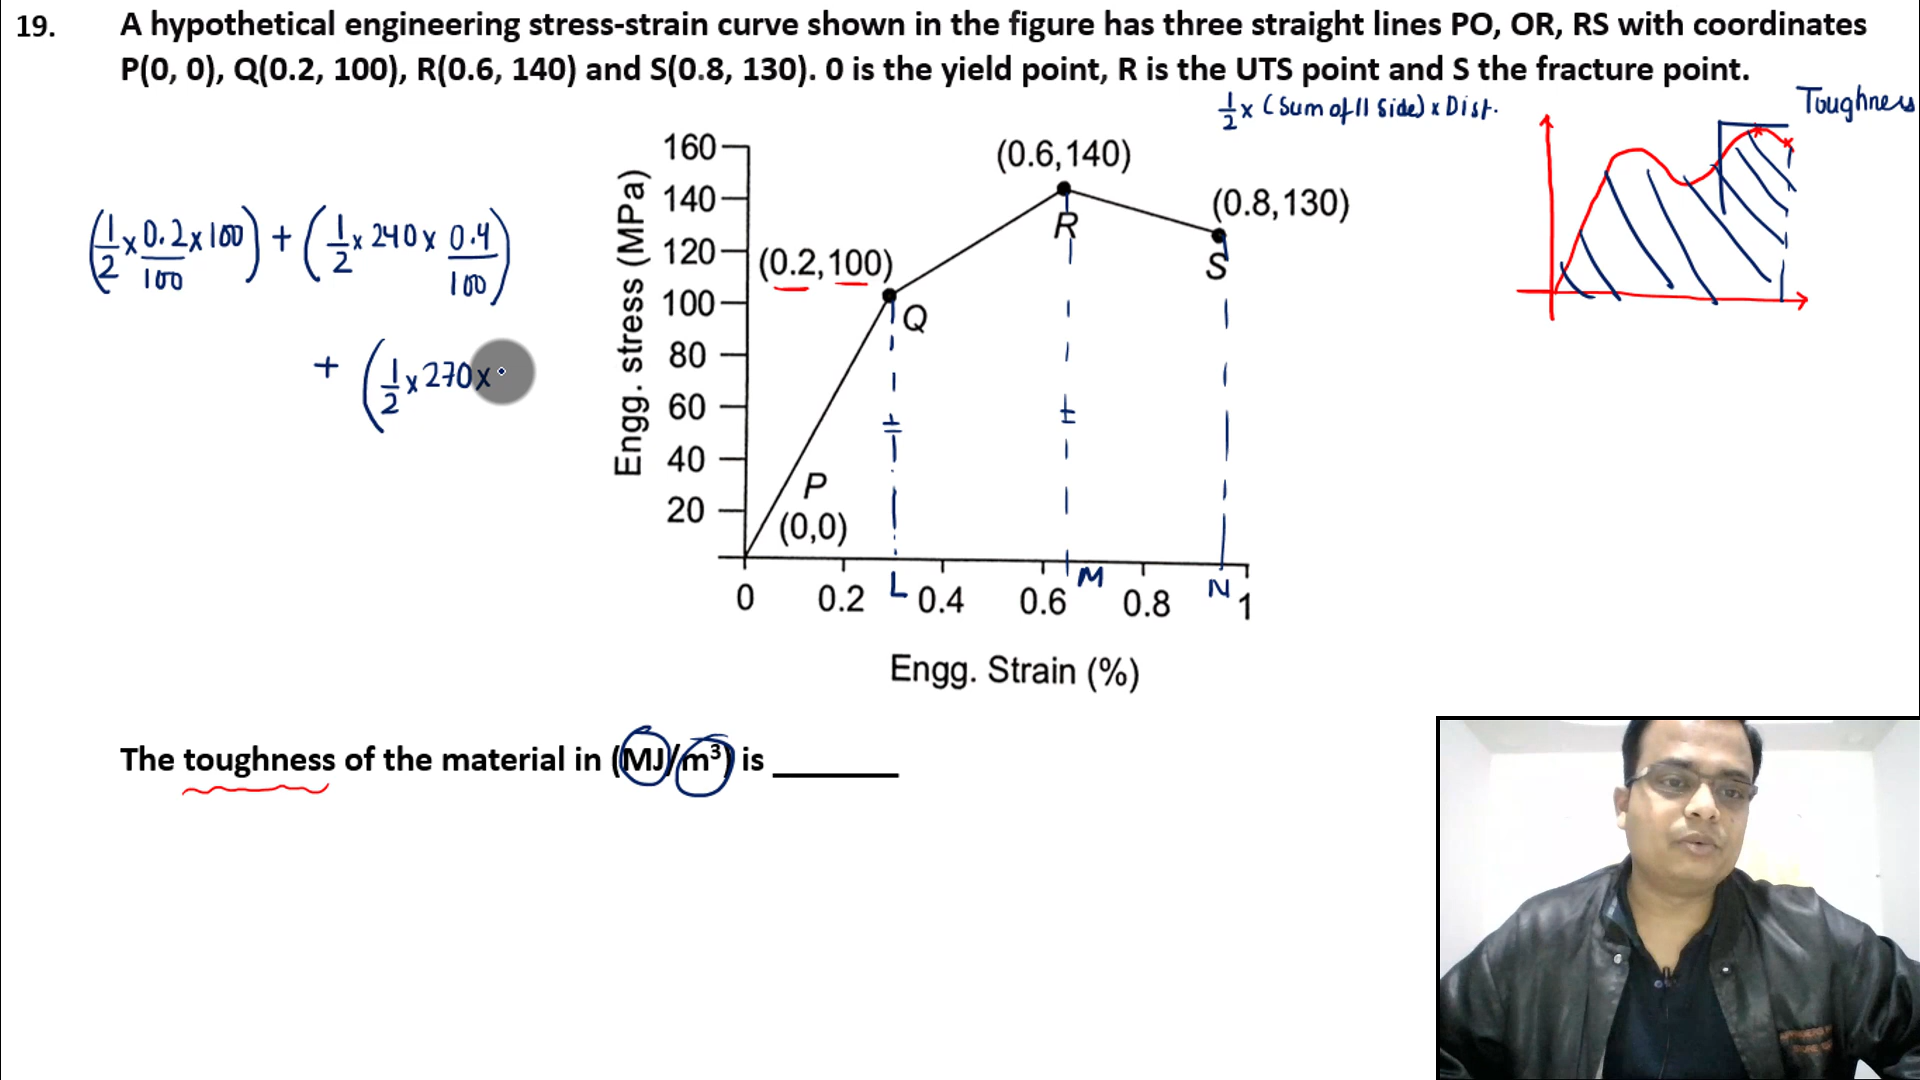 19. A hypothetical engineering stress-strain curve shown in the figure has three straight lines PO, OR, RS with coordinates
P(0, 0), Q(0.2, 100), R(0.6, 140) and S(0.8, 130). 0 is the yield point, R is the UTS point and S the fracture point.
1/2 x (Sum of 11 Side) x Dist.
Toughness
(1/2 x 0.2/100 x 100) + (1/2 x 240 x 0.4/100)
+ (1/2 x 270 x
Engg. stress (MPa)
160
140
120
100
80
60
40
20
(0.6,140)
R
(0.8,130)
S
(0.2,100)
Q
P
(0,0)
0 0.2 L 0.4 0.6 M 0.8 N 1
Engg. Strain (%)
The toughness of the material in (MJ/m³) is ________